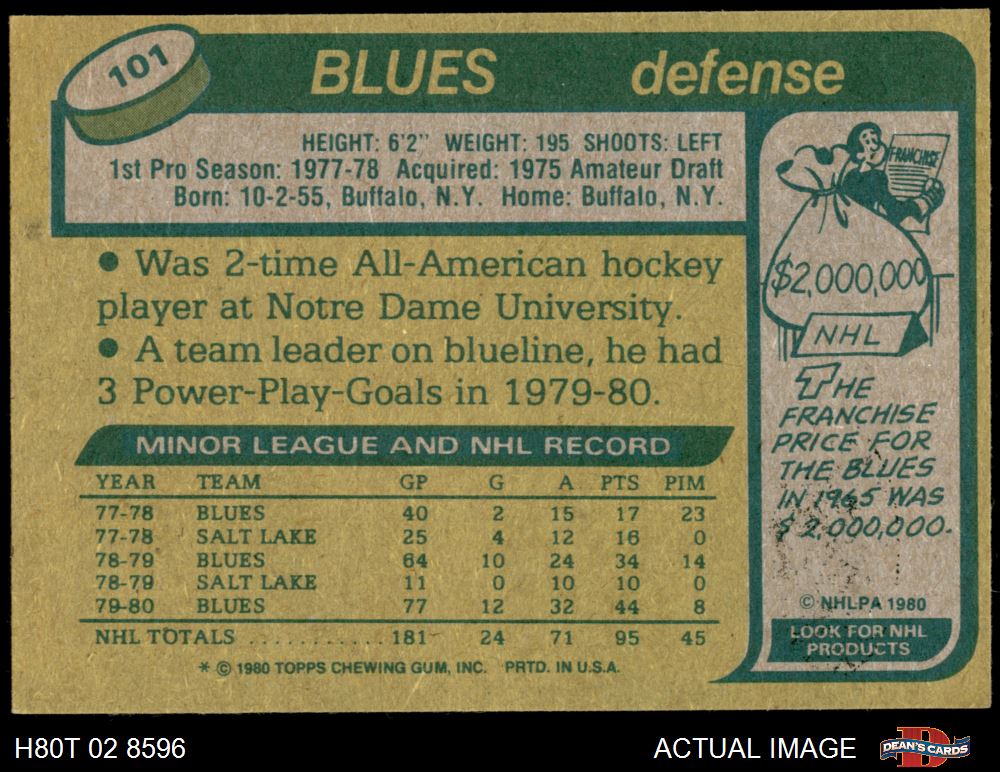 101
BLUES defense
HEIGHT: 6'2" WEIGHT: 195 SHOOTS: LEFT
1st Pro Season: 1977-78 Acquired: 1975 Amateur Draft
Born: 10-2-55, Buffalo, N.Y. Home: Buffalo, N.Y.
• Was 2-time All-American hockey
player at Notre Dame University.
• A team leader on blueline, he had
3 Power-Play-Goals in 1979-80.
MINOR LEAGUE AND NHL RECORD
YEAR TEAM GP G A PTS PIM
77-78 BLUES 40 2 15 17 23
77-78 SALT LAKE 25 4 12 16 0
78-79 BLUES 64 10 24 34 14
78-79 SALT LAKE 11 0 10 10 0
79-80 BLUES 77 12 32 44 8
NHL TOTALS ............ 181 24 71 95 45
* © 1980 TOPPS CHEWING GUM, INC. PRTD. IN U.S.A.
FRANCHISE
$2,000,000
NHL
THE
FRANCHISE
PRICE FOR
THE BLUES
IN 1965 WAS
$2,000,000.
© NHLPA 1980
LOOK FOR NHL
PRODUCTS
H80T 02 8596
ACTUAL IMAGE
D
DEAN'S CARDS